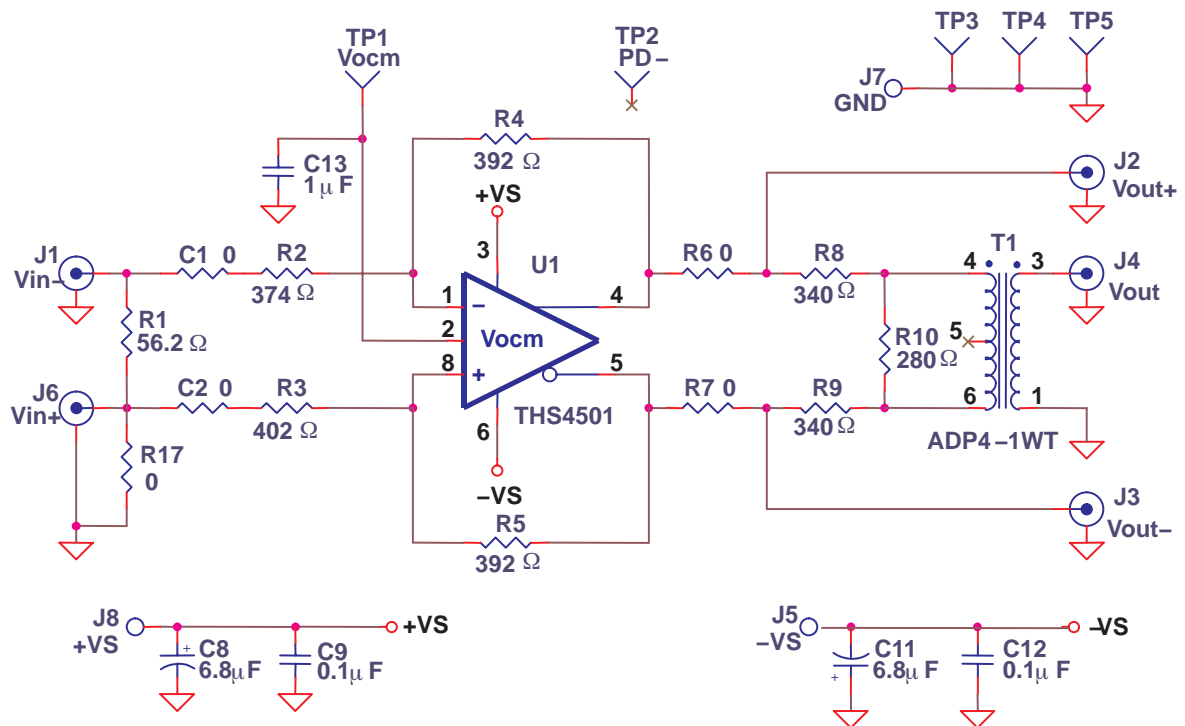 TP1
Vocm
TP2
PD –
TP3 TP4 TP5
J7
GND
R4
392 Ω
C13
1 μ F
+VS
J2
Vout+
J1
Vin–
C1 0
R2
374 Ω
3
U1
R6 0
R8
340 Ω
T1
4
3
J4
Vout
1
4
–
2
Vocm
R1
56.2 Ω
R10
280 Ω
5
8
+
5
J6
Vin+
C2 0
R3
402 Ω
THS4501
R7 0
R9
340 Ω
6
1
ADP4 –1WT
6
R17
0
–VS
R5
392 Ω
J3
Vout–
J8
+VS
+VS
+
C8
6.8μF
C9
0.1μ F
J5
–VS
–VS
+
C11
6.8μ F
C12
0.1μ F